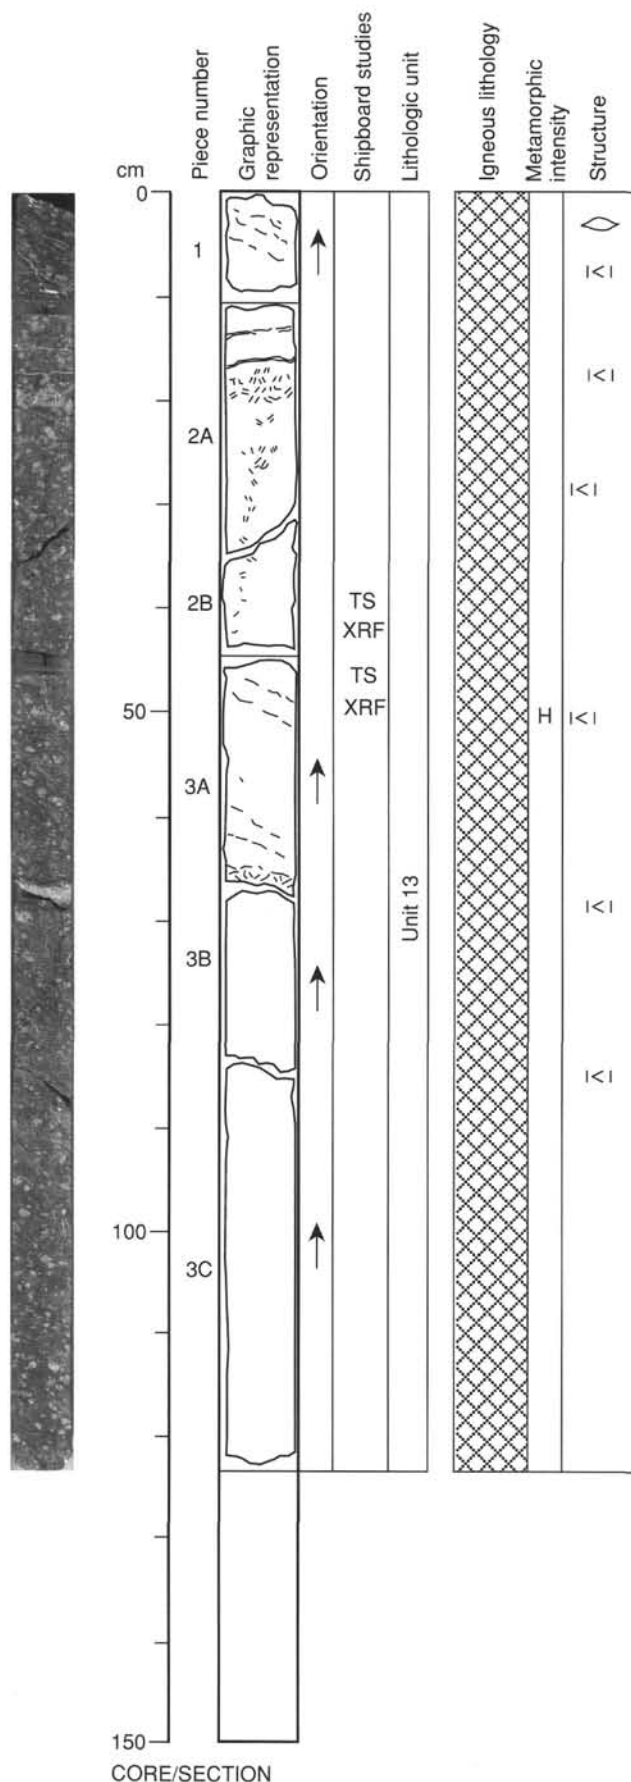 cm
Piece number
Graphic
representation
Orientation
Shipboard studies
Lithologic unit
Igneous lithology
Metamorphic
intensity
Structure
0
1
I<I
I<I
2A
I<I
2B
TS
XRF
TS
XRF
50
H
I<I
3A
Unit 13
I<I
3B
I<I
100
3C
150
CORE/SECTION